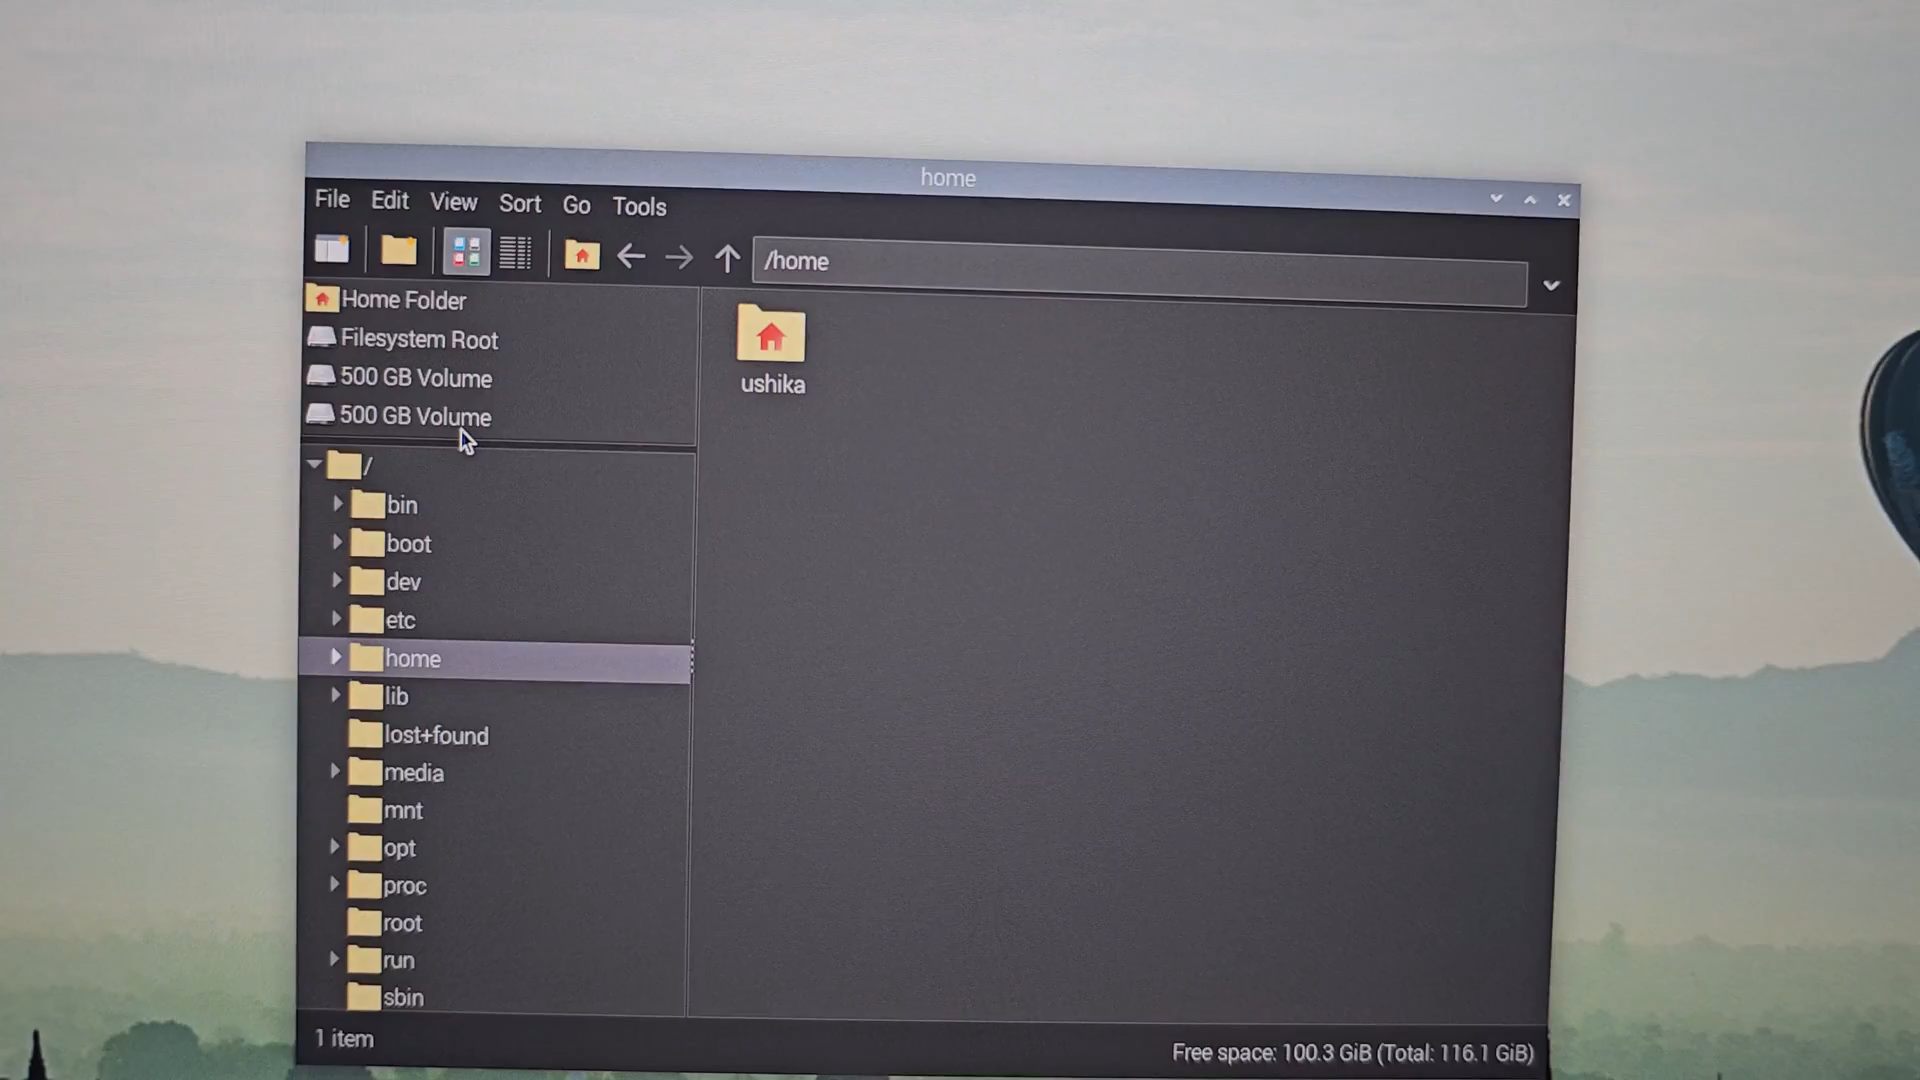 home
File Edit View Sort Go Tools
/home
Home Folder
Filesystem Root
500 GB Volume
500 GB Volume
ushika
/
bin
boot
dev
etc
home
lib
lost+found
media
mnt
opt
proc
root
run
sbin
1 item
Free space: 100.3 GiB (Total: 116.1 GiB)